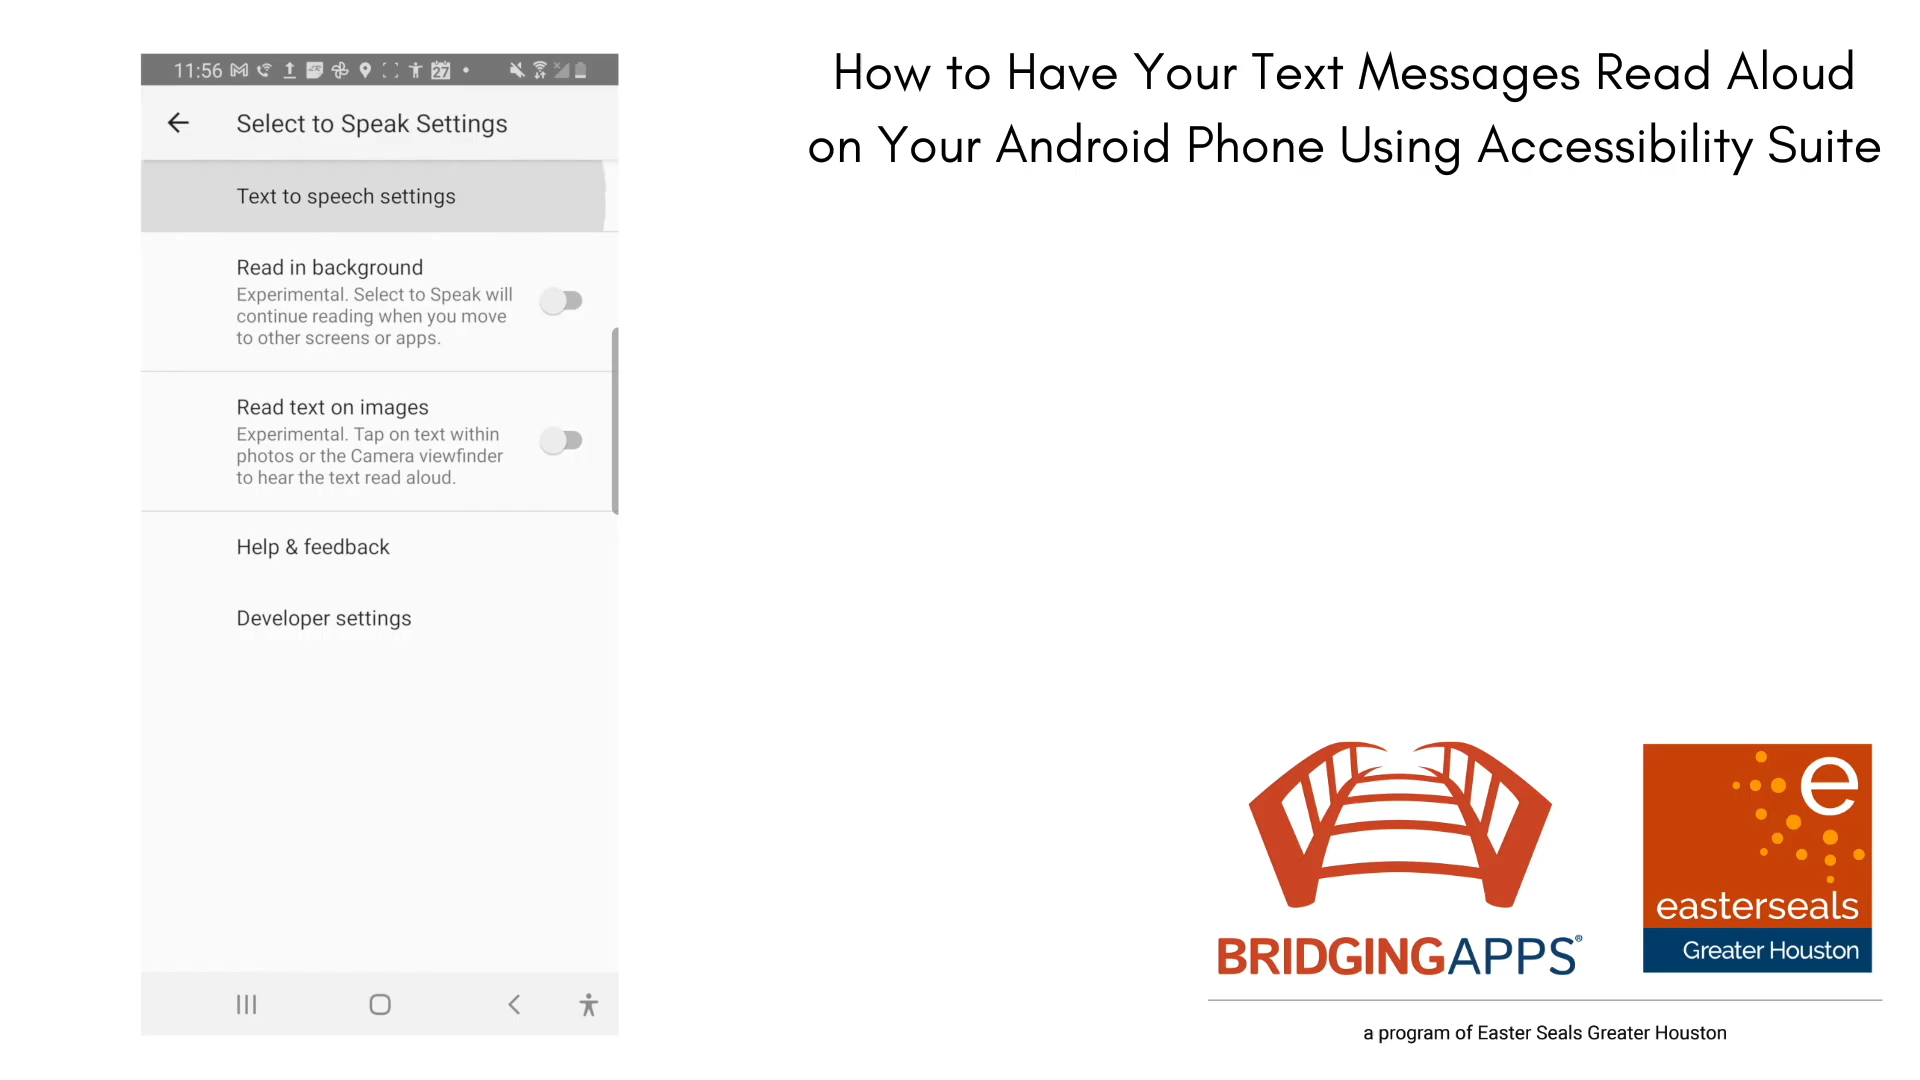 How to Have Your Text Messages Read Aloud
on Your Android Phone Using Accessibility Suite
11:56
27
Select to Speak Settings
Text to speech settings
Read in background
Experimental. Select to Speak will
continue reading when you move
to other screens or apps.
Read text on images
Experimental. Tap on text within
photos or the Camera viewfinder
to hear the text read aloud.
Help & feedback
Developer settings
BRIDGINGAPPS®
e
easterseals
Greater Houston
a program of Easter Seals Greater Houston